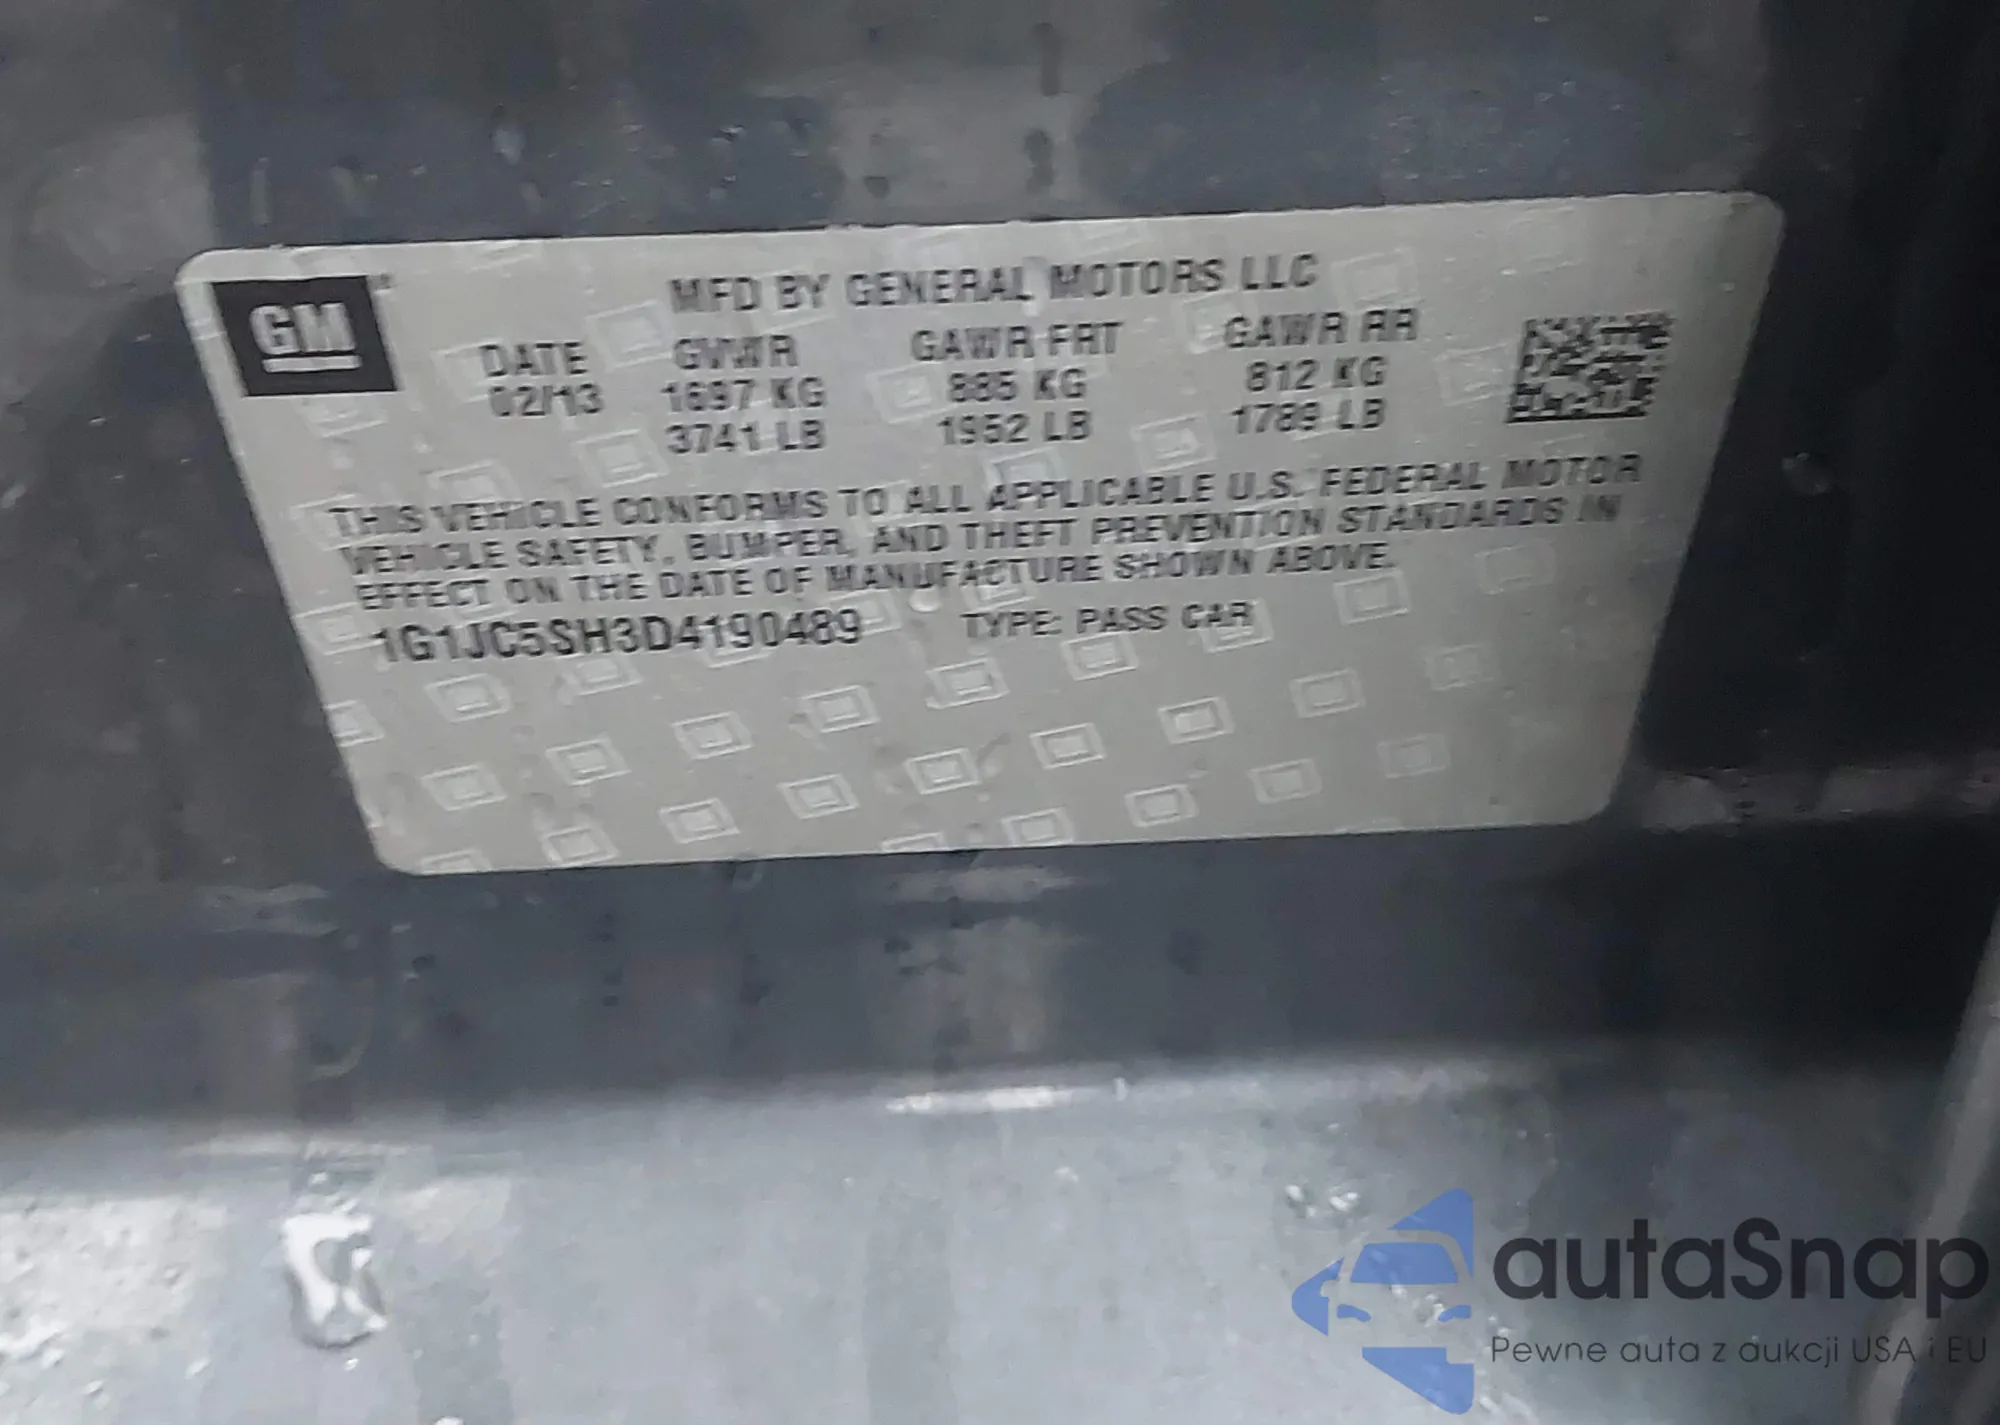 GM
MFD BY GENERAL MOTORS LLC
DATE GVWR GAWR FRT GAWR RR
02/13 1697 KG 885 KG 812 KG
3741 LB 1952 LB 1789 LB
THIS VEHICLE CONFORMS TO ALL APPLICABLE U.S. FEDERAL MOTOR
VEHICLE SAFETY, BUMPER, AND THEFT PREVENTION STANDARDS IN
EFFECT ON THE DATE OF MANUFACTURE SHOWN ABOVE.
1G1JC5SH3D4190489 TYPE: PASS CAR
autaSnap
Pewne auta z aukcji USA i EU